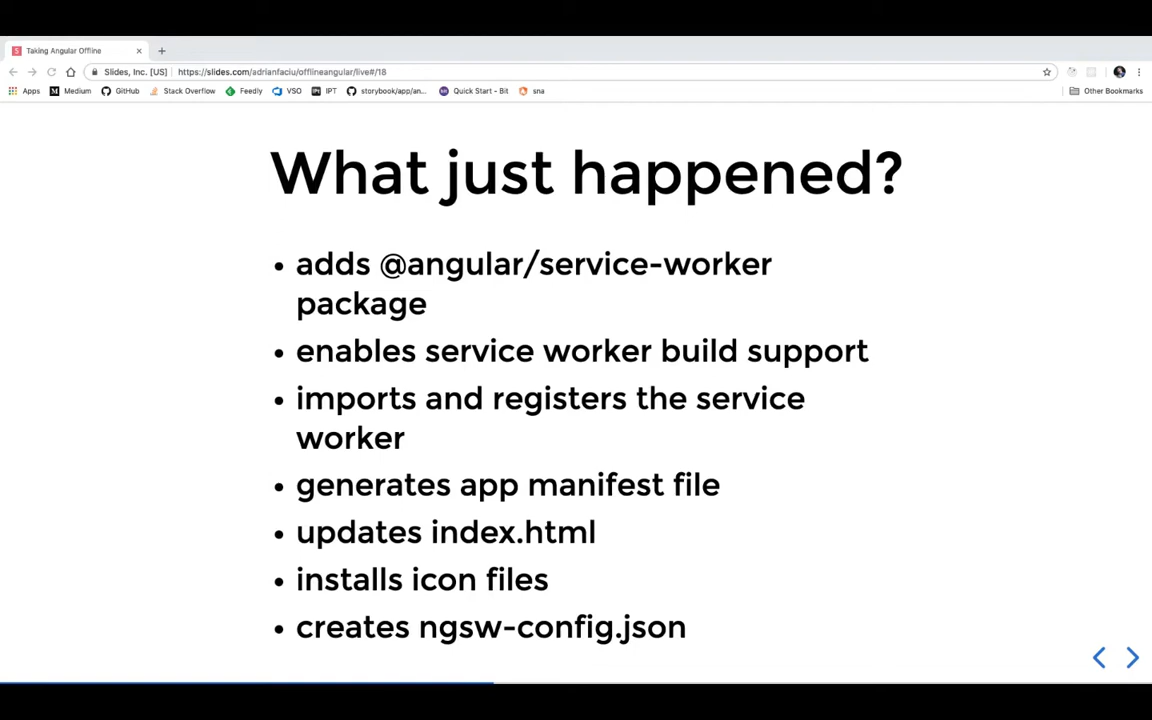 Taking Angular Offline
Slides, Inc. [US]
https://slides.com/adrianfaciu/offlineangular/live#/18
Apps
Medium
GitHub
Stack Overflow
Feedly
VSO
IPT
storybook/app/an...
Quick Start - Bit
sna
Other Bookmarks
What just happened?
• adds @angular/service-worker
package
• enables service worker build support
• imports and registers the service
worker
• generates app manifest file
• updates index.html
• installs icon files
• creates ngsw-config.json